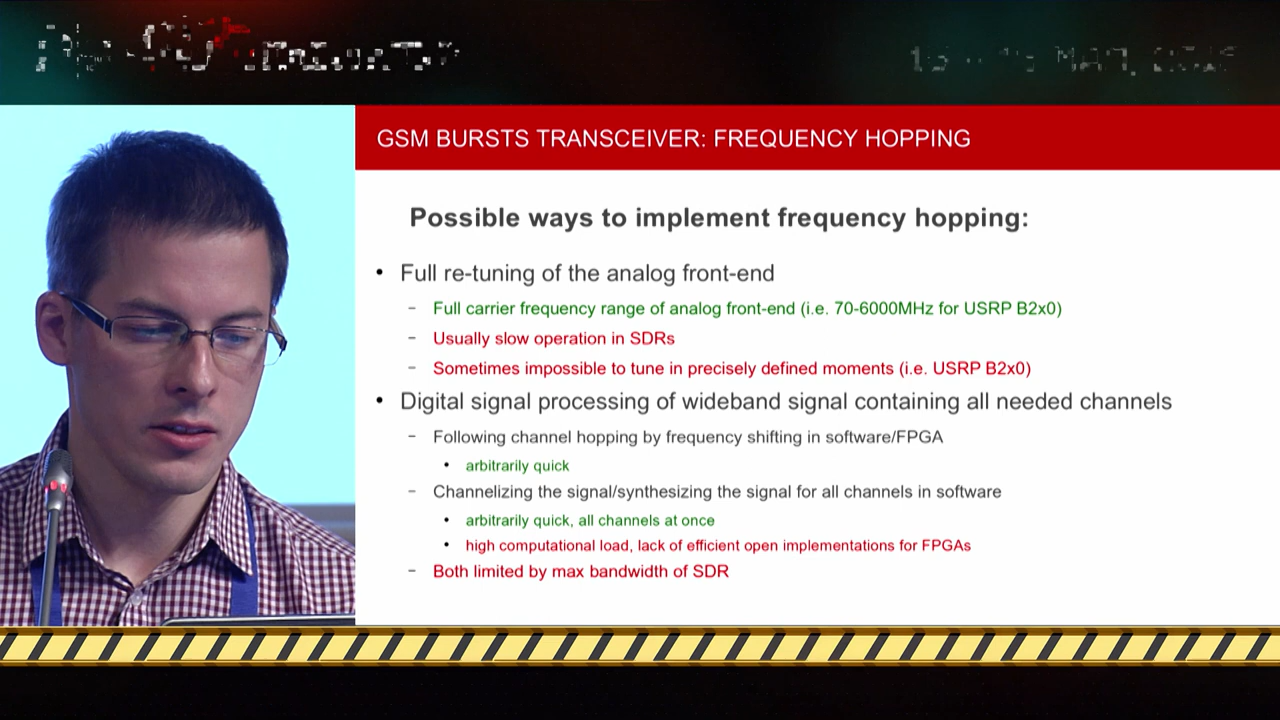 GSM BURSTS TRANSCEIVER: FREQUENCY HOPPING
Possible ways to implement frequency hopping:
• Full re-tuning of the analog front-end
– Full carrier frequency range of analog front-end (i.e. 70-6000MHz for USRP B2x0)
– Usually slow operation in SDRs
– Sometimes impossible to tune in precisely defined moments (i.e. USRP B2x0)
• Digital signal processing of wideband signal containing all needed channels
– Following channel hopping by frequency shifting in software/FPGA
• arbitrarily quick
– Channelizing the signal/synthesizing the signal for all channels in software
• arbitrarily quick, all channels at once
• high computational load, lack of efficient open implementations for FPGAs
– Both limited by max bandwidth of SDR